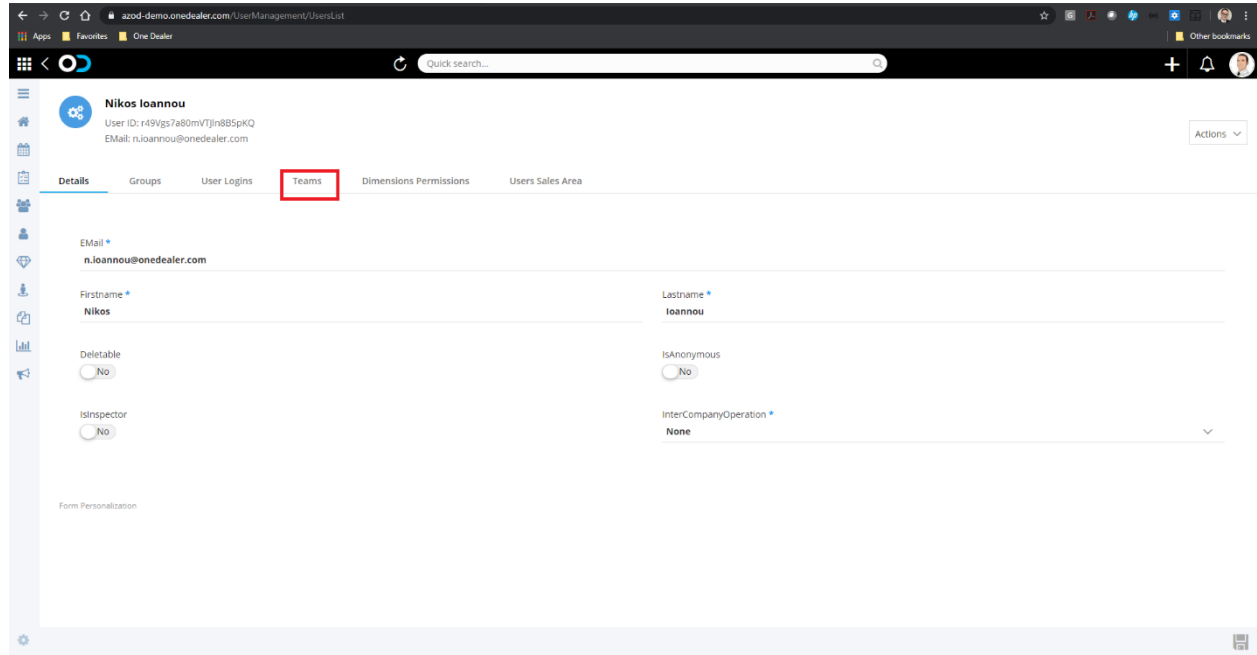 azod-demo.onedealer.com/UserManagement/UsersList
Apps Favorites One Dealer Other bookmarks
Quick search...
Nikos Ioannou
User ID: r49Vgs7a80mVTJln8B5pKQ
EMail: n.ioannou@onedealer.com
Actions
Details Groups User Logins Teams Dimensions Permissions Users Sales Area
EMail *
n.ioannou@onedealer.com
Firstname * Lastname *
Nikos Ioannou
Deletable IsAnonymous
No No
IsInspector InterCompanyOperation *
No None
Form Personalization